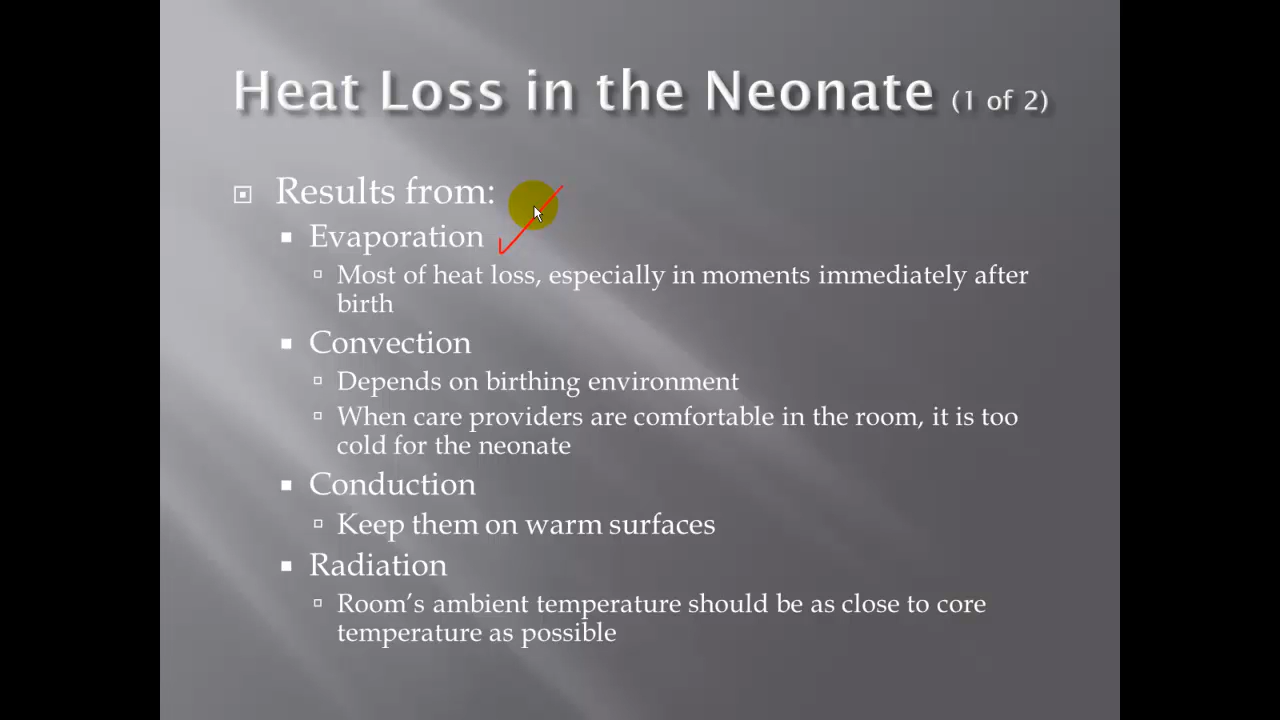 Heat Loss in the Neonate (1 of 2)
Results from:
Evaporation
Most of heat loss, especially in moments immediately after
birth
Convection
Depends on birthing environment
When care providers are comfortable in the room, it is too
cold for the neonate
Conduction
Keep them on warm surfaces
Radiation
Room’s ambient temperature should be as close to core
temperature as possible